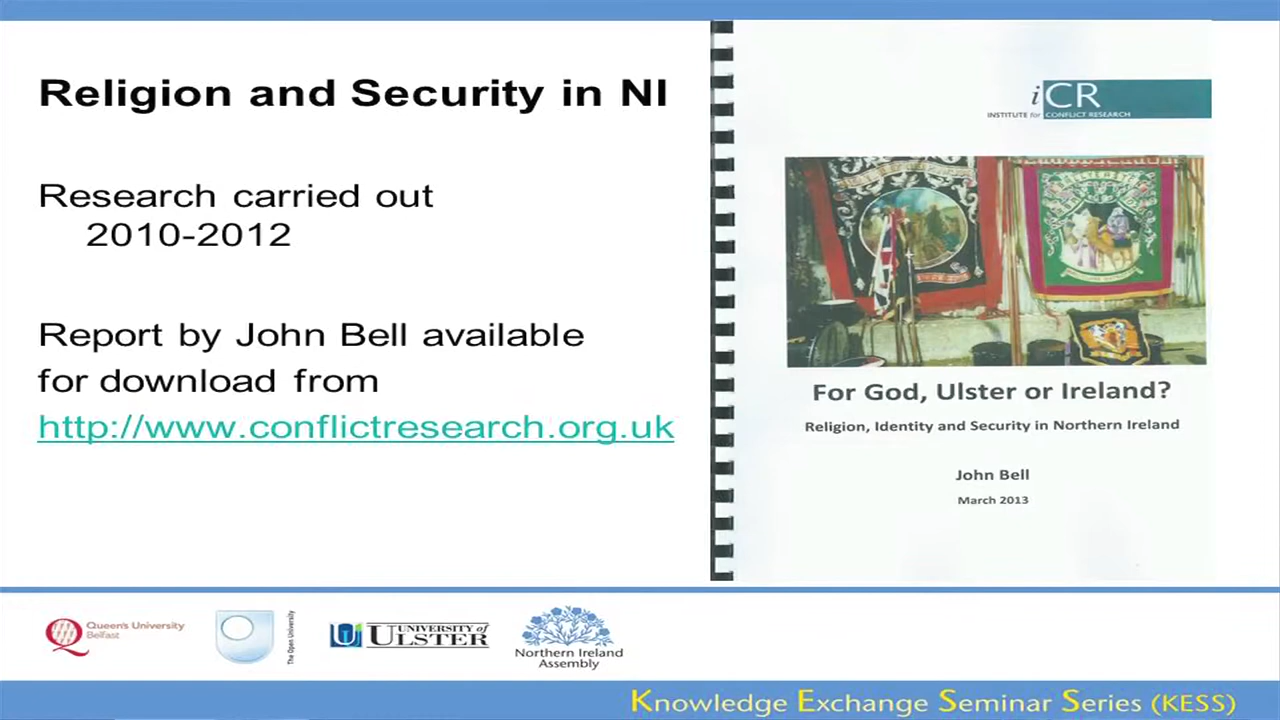 Religion and Security in NI
Research carried out
2010-2012
Report by John Bell available
for download from
http://www.conflictresearch.org.uk
iCR
INSTITUTE for CONFLICT RESEARCH
For God, Ulster or Ireland?
Religion, Identity and Security in Northern Ireland
John Bell
March 2013
Queen's University
Belfast
The Open University
UNIVERSITY OF
ULSTER
Northern Ireland
Assembly
Knowledge Exchange Seminar Series (KESS)